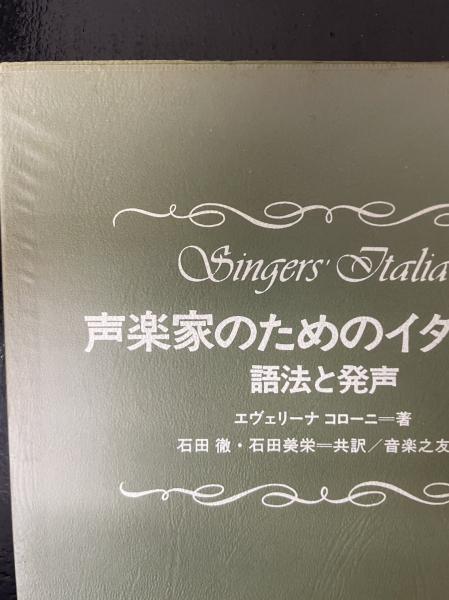 Singers' Italia
声楽家のためのイタ
語法と発声
エヴェリーナ コローニ=著
石田 徹・石田美栄=共訳／音楽之友